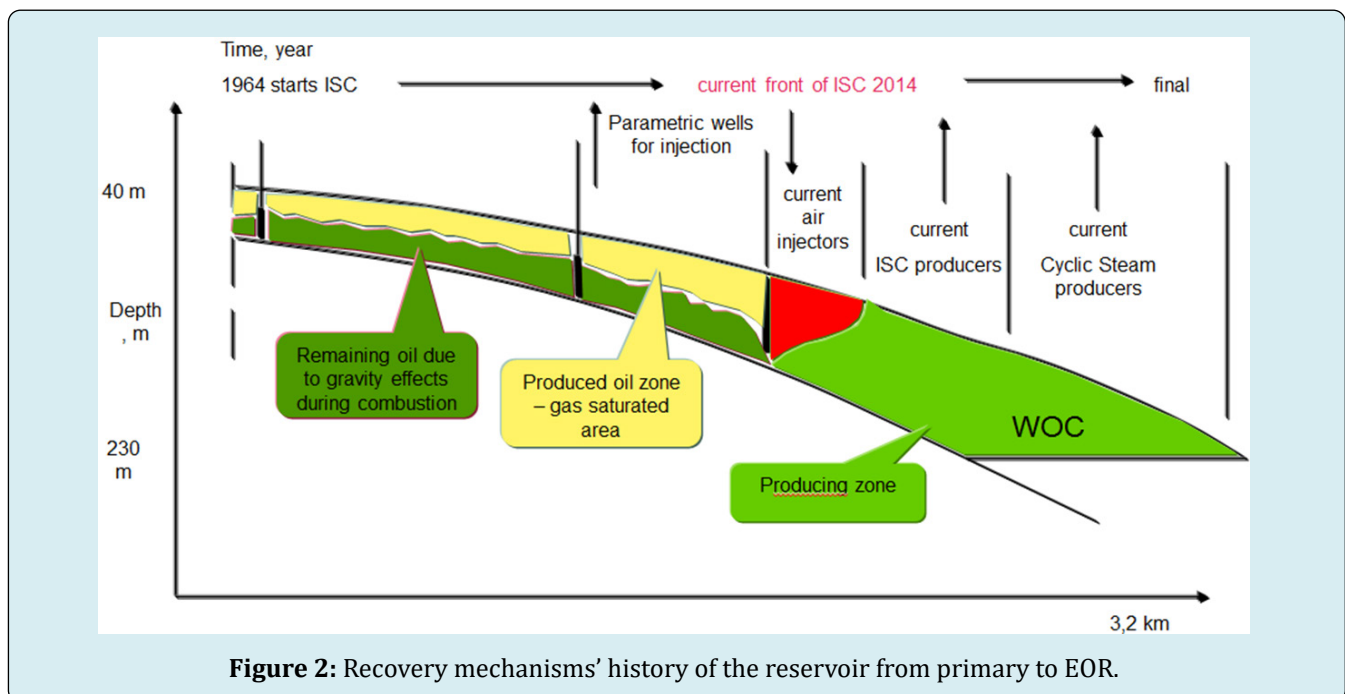 Time, year
1964 starts ISC
current front of ISC 2014
final
Parametric wells
for injection
40 m
current
air
injectors
current
ISC producers
current
Cyclic Steam
producers
Depth
, m
Remaining oil due
to gravity effects
during combustion
Produced oil zone
– gas saturated
area
WOC
230
m
Producing zone
3,2 km
Figure 2: Recovery mechanisms’ history of the reservoir from primary to EOR.